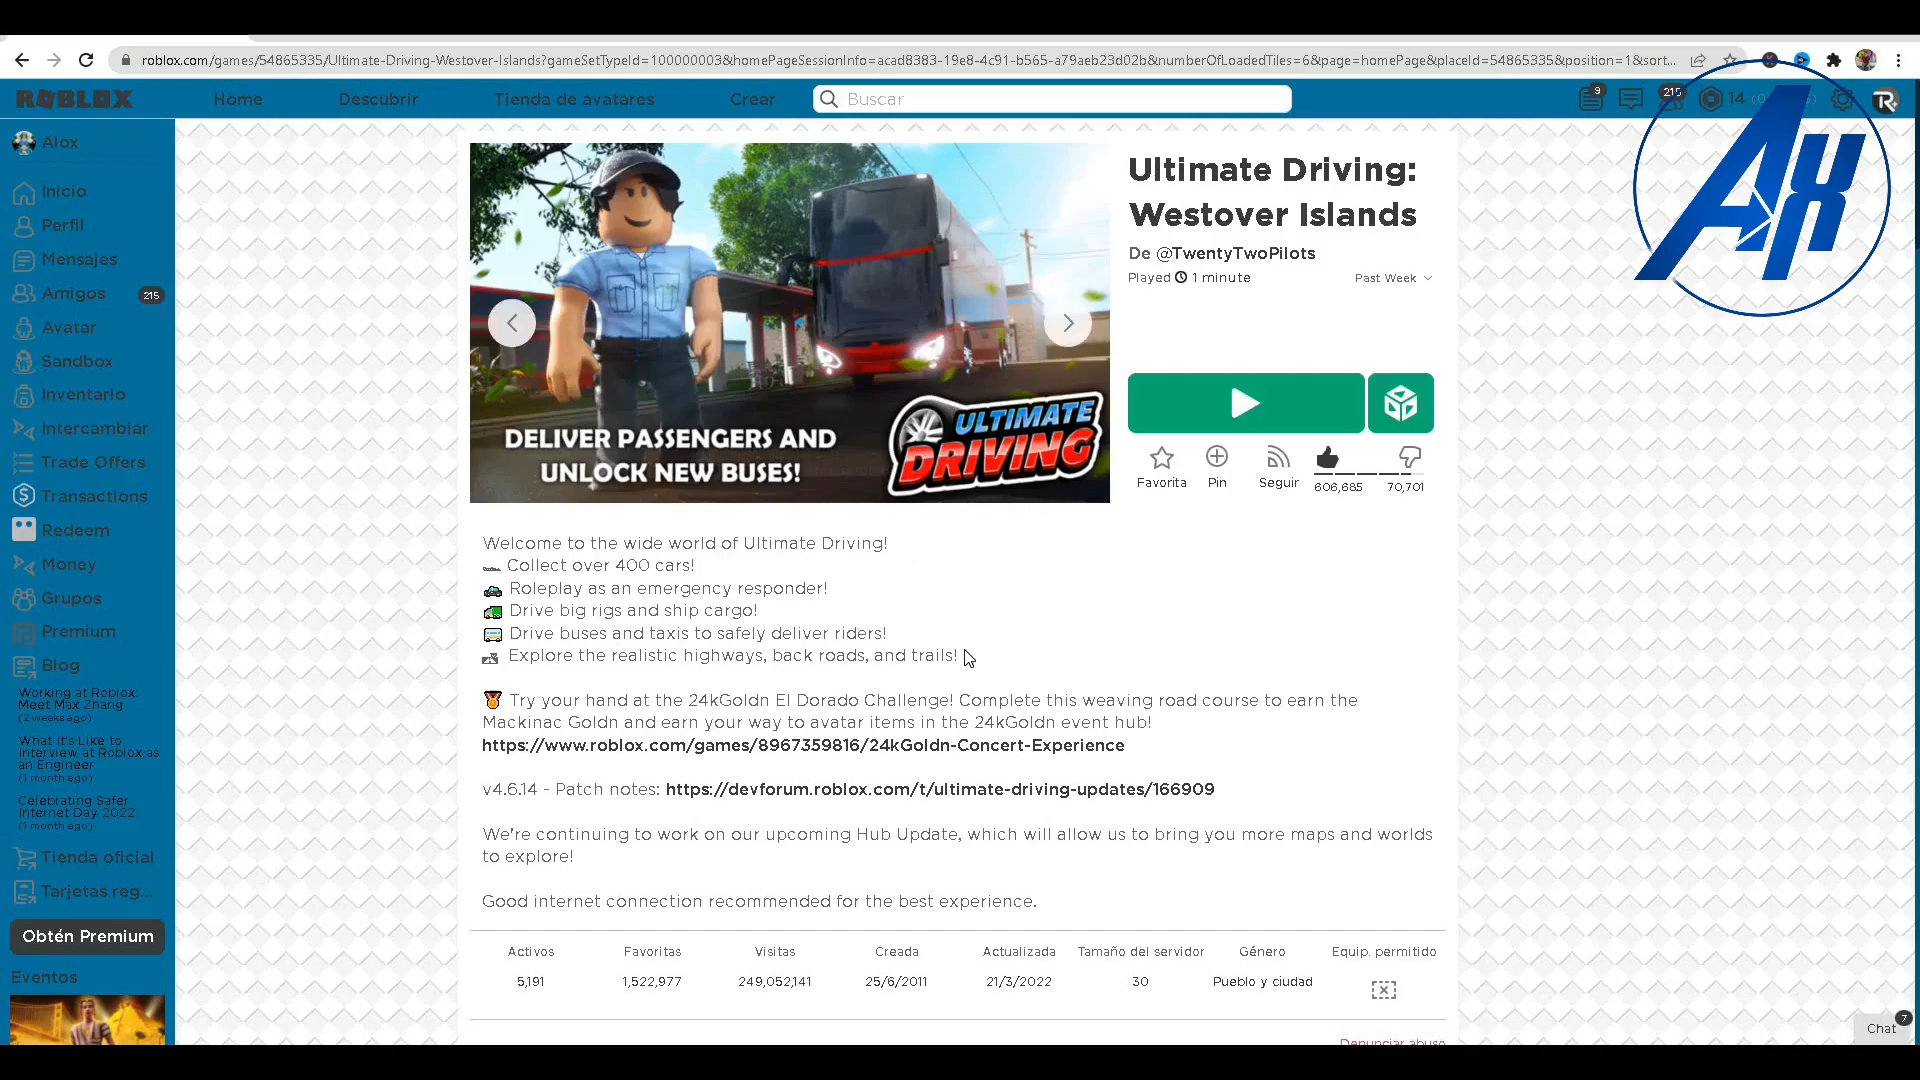 roblox.com/games/54865335/Ultimate-Driving-Westover-Islands?gameSetTypeId=100000003&homePageSessionInfo=acad8383-19e8-4c91-b565-a79aeb23d02b&numberOfLoadedTiles=6&page=homePage&placeId=54865335&position=1&sort...
ROBLOX
Home
Descubrir
Tienda de avatares
Crear
Buscar
9
215
14
Alox
Inicio
Perfil
Mensajes
Amigos
215
Avatar
Sandbox
Inventario
Intercambiar
Trade Offers
Transactions
Redeem
Money
Grupos
Premium
Blog
Working at Roblox:
Meet Max Zhang
(2 weeks ago)
What It's Like to
Interview at Roblox as
an Engineer
(1 month ago)
Celebrating Safer
Internet Day 2022
(1 month ago)
Tienda oficial
Tarjetas reg...
Obtén Premium
Eventos
DELIVER PASSENGERS AND
UNLOCK NEW BUSES!
ULTIMATE
DRIVING
Ultimate Driving:
Westover Islands
De @TwentyTwoPilots
Played 1 minute
Past Week
Favorita
Pin
Seguir
606,685
70,701
Welcome to the wide world of Ultimate Driving!
Collect over 400 cars!
Roleplay as an emergency responder!
Drive big rigs and ship cargo!
Drive buses and taxis to safely deliver riders!
Explore the realistic highways, back roads, and trails!
Try your hand at the 24kGoldn El Dorado Challenge! Complete this weaving road course to earn the
Mackinac Goldn and earn your way to avatar items in the 24kGoldn event hub!
https://www.roblox.com/games/8967359816/24kGoldn-Concert-Experience
v4.6.14 - Patch notes: https://devforum.roblox.com/t/ultimate-driving-updates/166909
We're continuing to work on our upcoming Hub Update, which will allow us to bring you more maps and worlds
to explore!
Good internet connection recommended for the best experience.
Activos
Favoritas
Visitas
Creada
Actualizada
Tamaño del servidor
Género
Equip. permitido
5,191
1,522,977
249,052,141
25/6/2011
21/3/2022
30
Pueblo y ciudad
Denunciar abuso
Chat
7